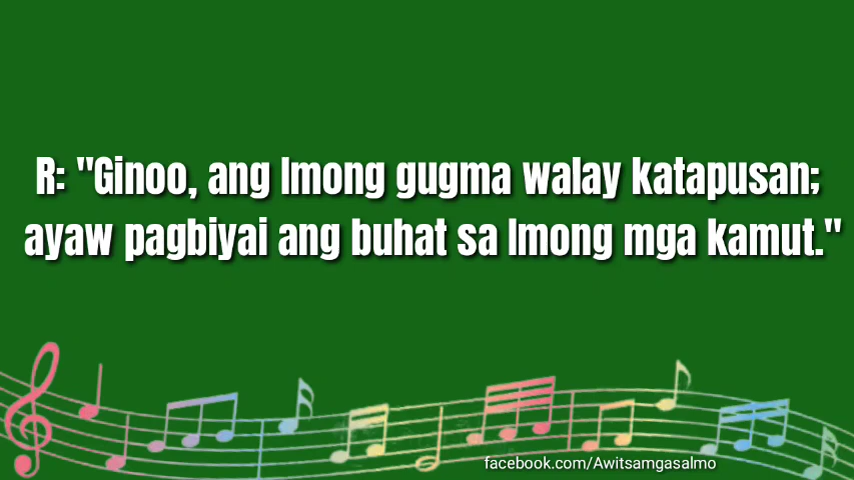 R: "Ginoo, ang Imong gugma walay katapusan;
ayaw pagbiyai ang buhat sa Imong mga kamut."
facebook.com/Awitsamgasalmo